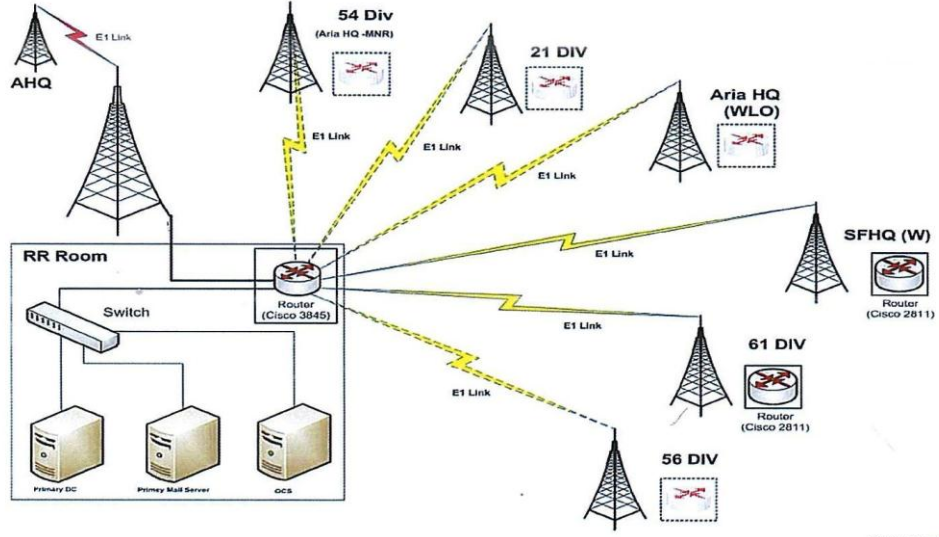 54 Div
(Aria HQ -MNR)
E1 Link
AHQ
21 DIV
Aria HQ
(WLO)
E1 Link
E1 Link
E1 Link
SFHQ (W)
Router
(Cisco 2811)
E1 Link
RR Room
Router
(Cisco 3845)
Switch
E1 Link
61 DIV
Router
(Cisco 2811)
E1 Link
56 DIV
Primary DC
Primey Mail Server
OCS